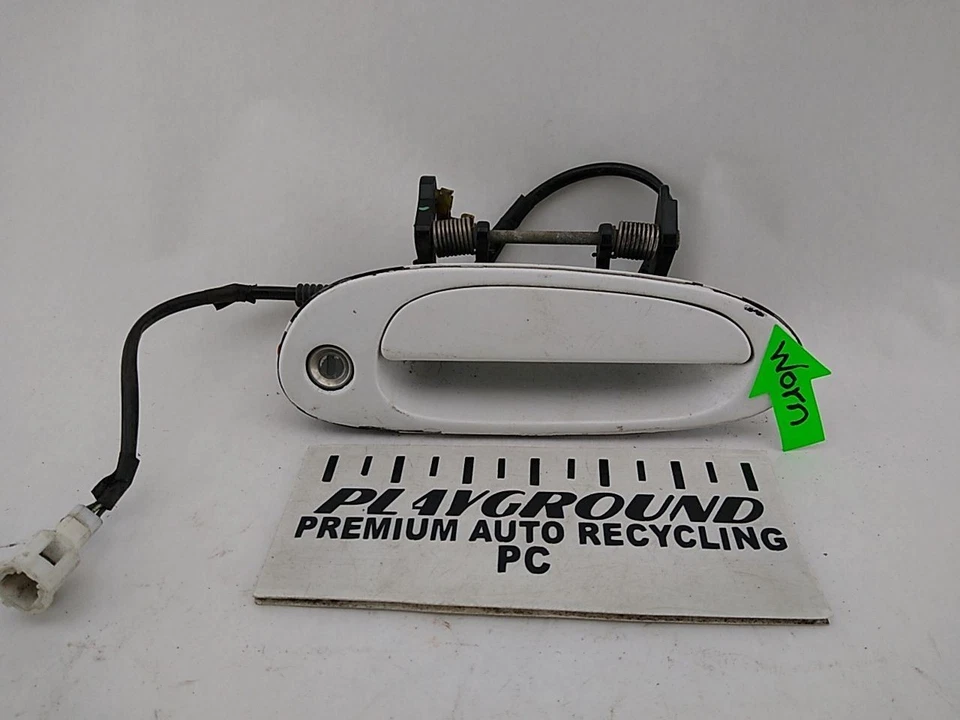 Worn
PL4YGROUND
PREMIUM AUTO RECYCLING
PC